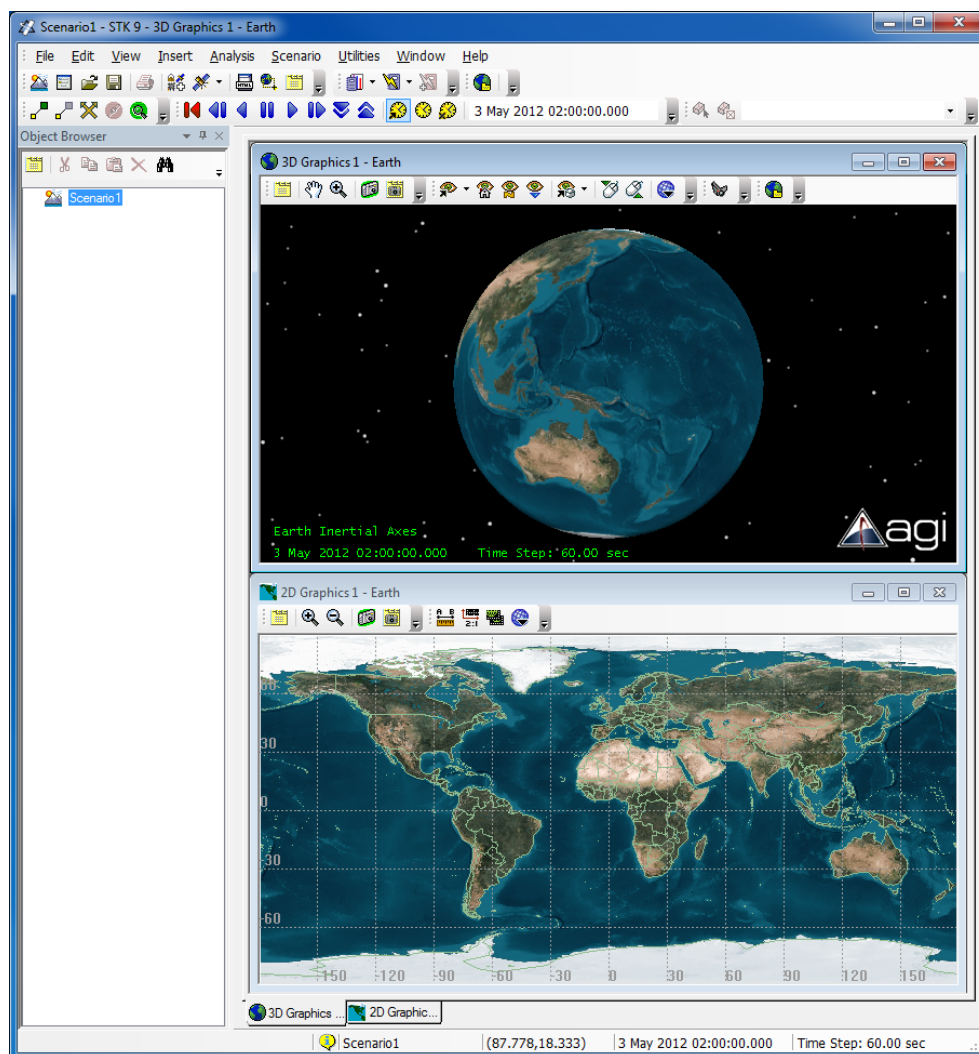 Scenario1 - STK 9 - 3D Graphics 1 - Earth
File Edit View Insert Analysis Scenario Utilities Window Help
3 May 2012 02:00:00.000
Object Browser
Scenario1
3D Graphics 1 - Earth
Earth Inertial Axes
3 May 2012 02:00:00.000 Time Step: 60.00 sec
agi
2D Graphics 1 - Earth
A B
2:1
60
30
0
-30
-60
-150 -120 -90 -60 -30 0 30 60 90 120 150
3D Graphics ... 2D Graphic...
Scenario1 (87.778,18.333) 3 May 2012 02:00:00.000 Time Step: 60.00 sec